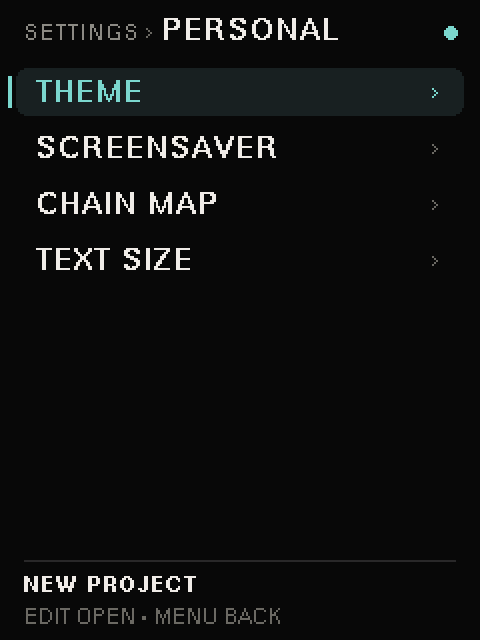 SETTINGS › PERSONAL
THEME ›
SCREENSAVER ›
CHAIN MAP ›
TEXT SIZE ›
NEW PROJECT
EDIT OPEN • MENU BACK